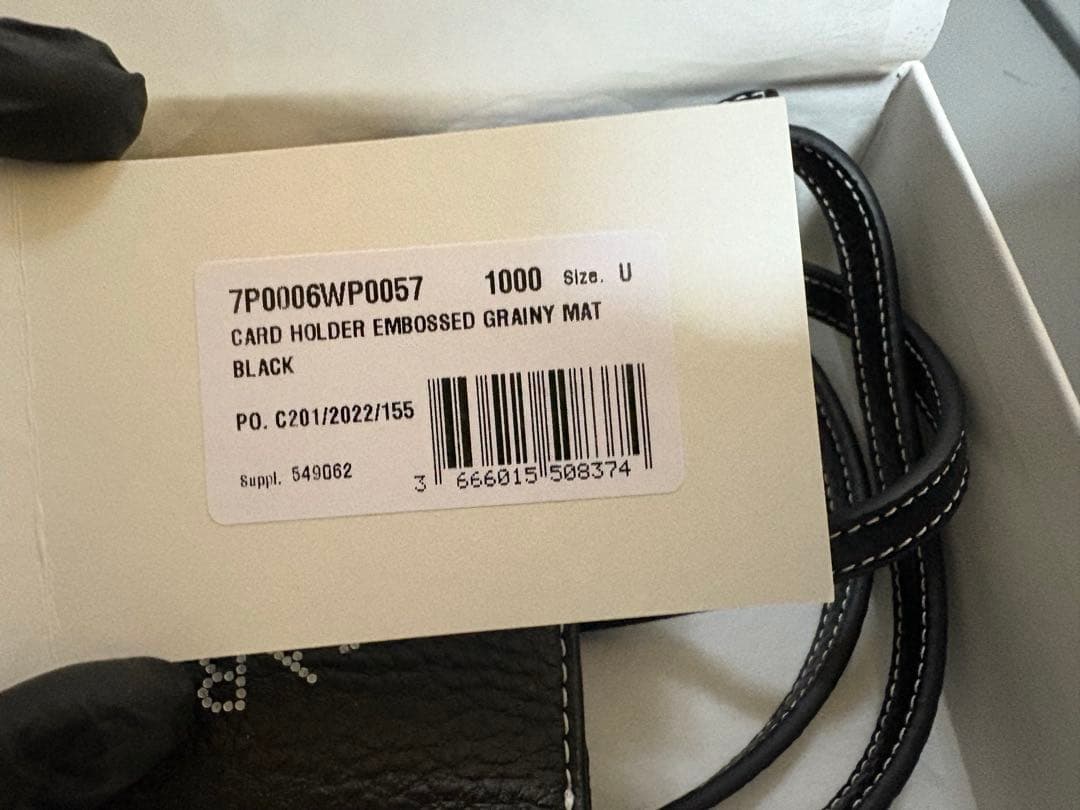 7P0006WP0057 1000 Size. U
CARD HOLDER EMBOSSED GRAINY MAT
BLACK
PO. C201/2022/155
Suppl. 549062
3 666015 508374